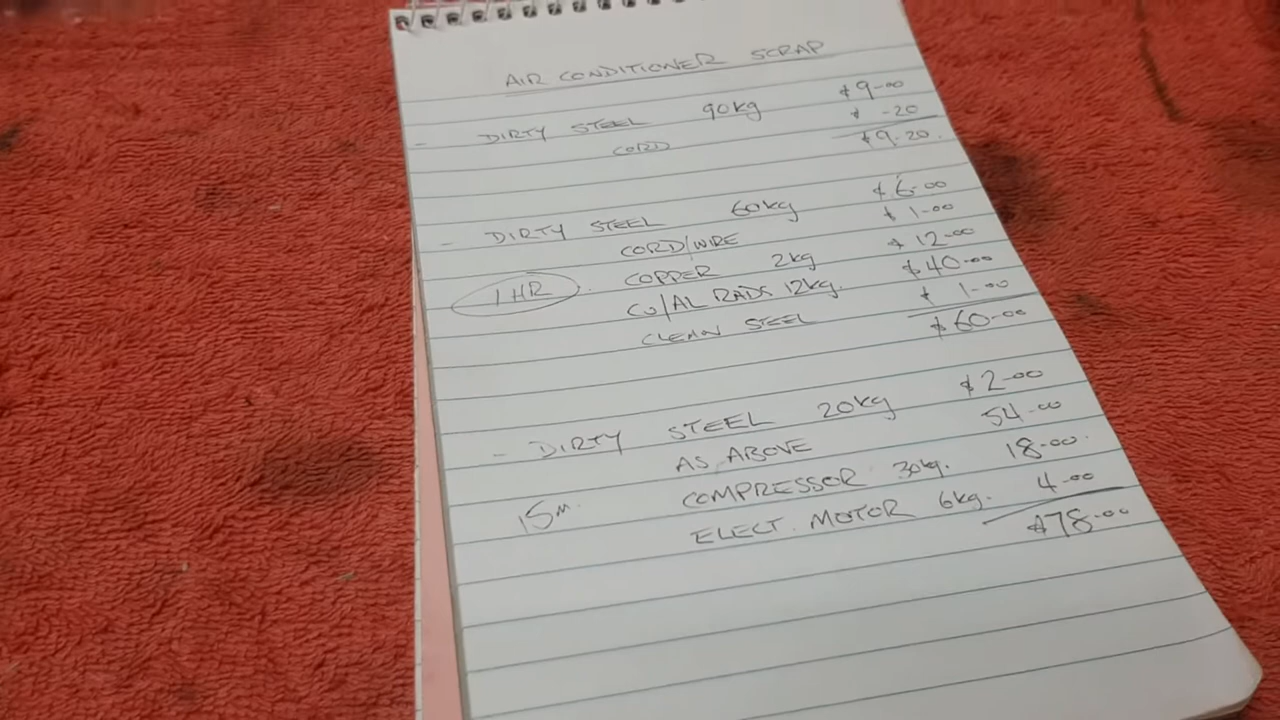 AIR CONDITIONER SCRAP
- DIRTY STEEL 90kg $9-00
CORD $ -20
$9-20
- DIRTY STEEL 60kg $6-00
CORD/WIRE $1-00
1 HR COPPER 2kg $12-00
CU/AL RADS 12kg. $40-00
CLEAN STEEL $1-00
$60-00
- DIRTY STEEL 20kg $2-00
AS ABOVE 54-00
COMPRESSOR 30kg. 18-00
15M. ELECT. MOTOR 6kg. 4-00
$78-00